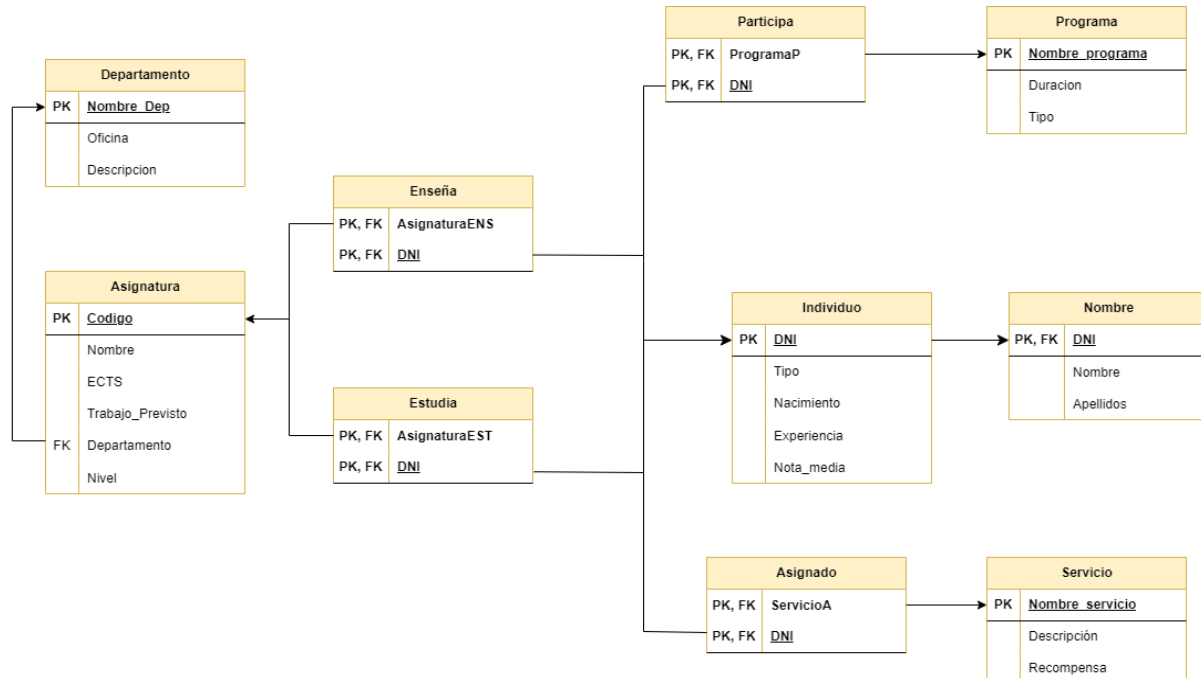 Departamento
PK Nombre_Dep
Oficina
Descripcion
Asignatura
PK Codigo
Nombre
ECTS
Trabajo_Previsto
FK Departamento
Nivel
Enseña
PK, FK AsignaturaENS
PK, FK DNI
Estudia
PK, FK AsignaturaEST
PK, FK DNI
Participa
PK, FK ProgramaP
PK, FK DNI
Programa
PK Nombre_programa
Duracion
Tipo
Individuo
PK DNI
Tipo
Nacimiento
Experiencia
Nota_media
Nombre
PK, FK DNI
Nombre
Apellidos
Asignado
PK, FK ServicioA
PK, FK DNI
Servicio
PK Nombre_servicio
Descripción
Recompensa